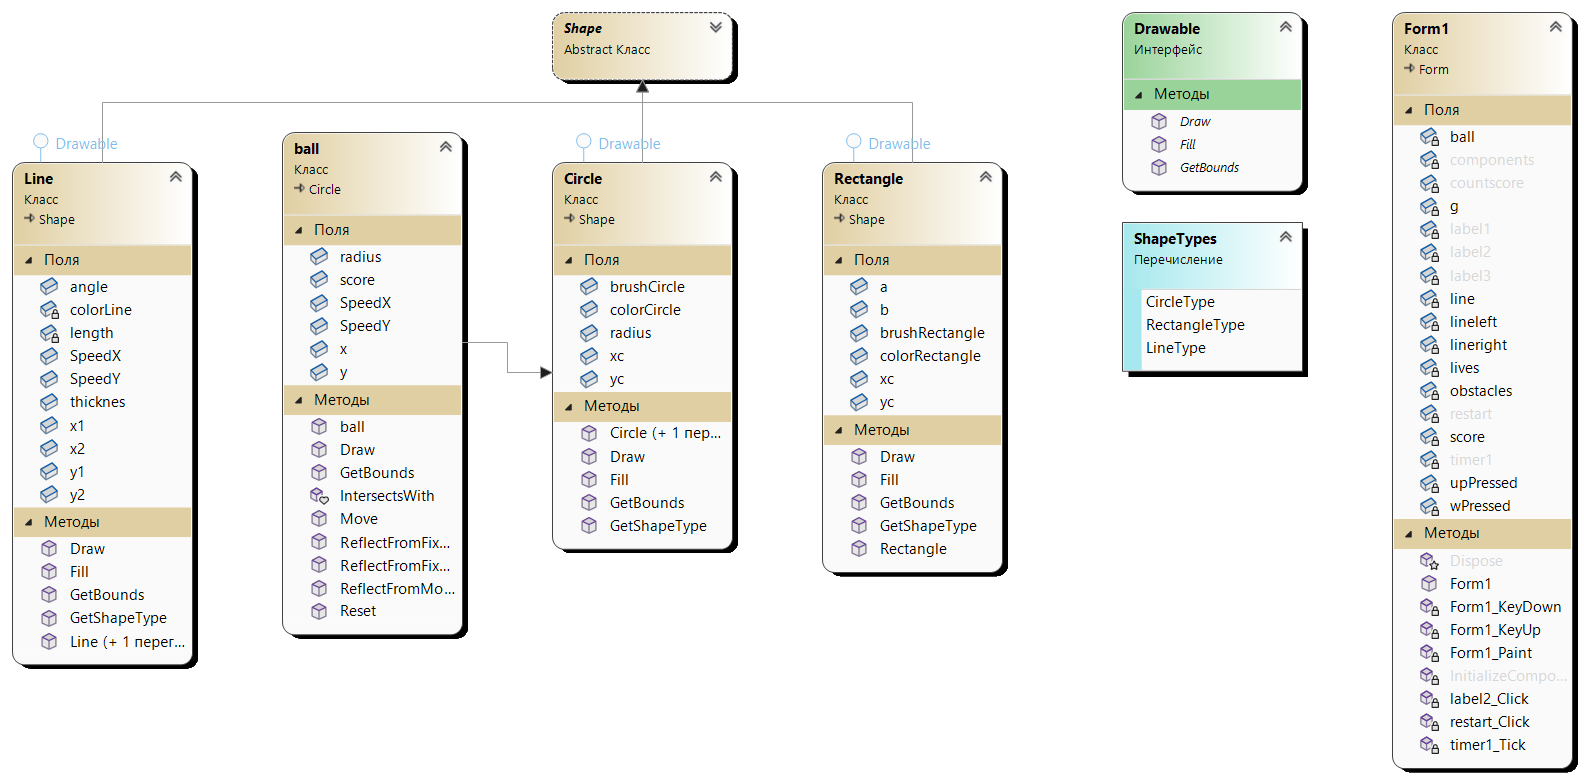 Shape
Abstract Класс
Drawable
Line
Класс
Shape
Поля
angle
colorLine
length
SpeedX
SpeedY
thicknes
x1
x2
y1
y2
Методы
Draw
Fill
GetBounds
GetShapeType
Line (+ 1 перег...
ball
Класс
Circle
Поля
radius
score
SpeedX
SpeedY
x
y
Методы
ball
Draw
GetBounds
IntersectsWith
Move
ReflectFromFix...
ReflectFromFix...
ReflectFromMo...
Reset
Drawable
Circle
Класс
Shape
Поля
brushCircle
colorCircle
radius
xc
yc
Методы
Circle (+ 1 пер...
Draw
Fill
GetBounds
GetShapeType
Drawable
Rectangle
Класс
Shape
Поля
a
b
brushRectangle
colorRectangle
xc
yc
Методы
Draw
Fill
GetBounds
GetShapeType
Rectangle
Drawable
Интерфейс
Методы
Draw
Fill
GetBounds
ShapeTypes
Перечисление
CircleType
RectangleType
LineType
Form1
Класс
Form
Поля
ball
components
countscore
g
label1
label2
label3
line
lineleft
lineright
lives
obstacles
restart
score
timer1
upPressed
wPressed
Методы
Dispose
Form1
Form1_KeyDown
Form1_KeyUp
Form1_Paint
InitializeCompo...
label2_Click
restart_Click
timer1_Tick